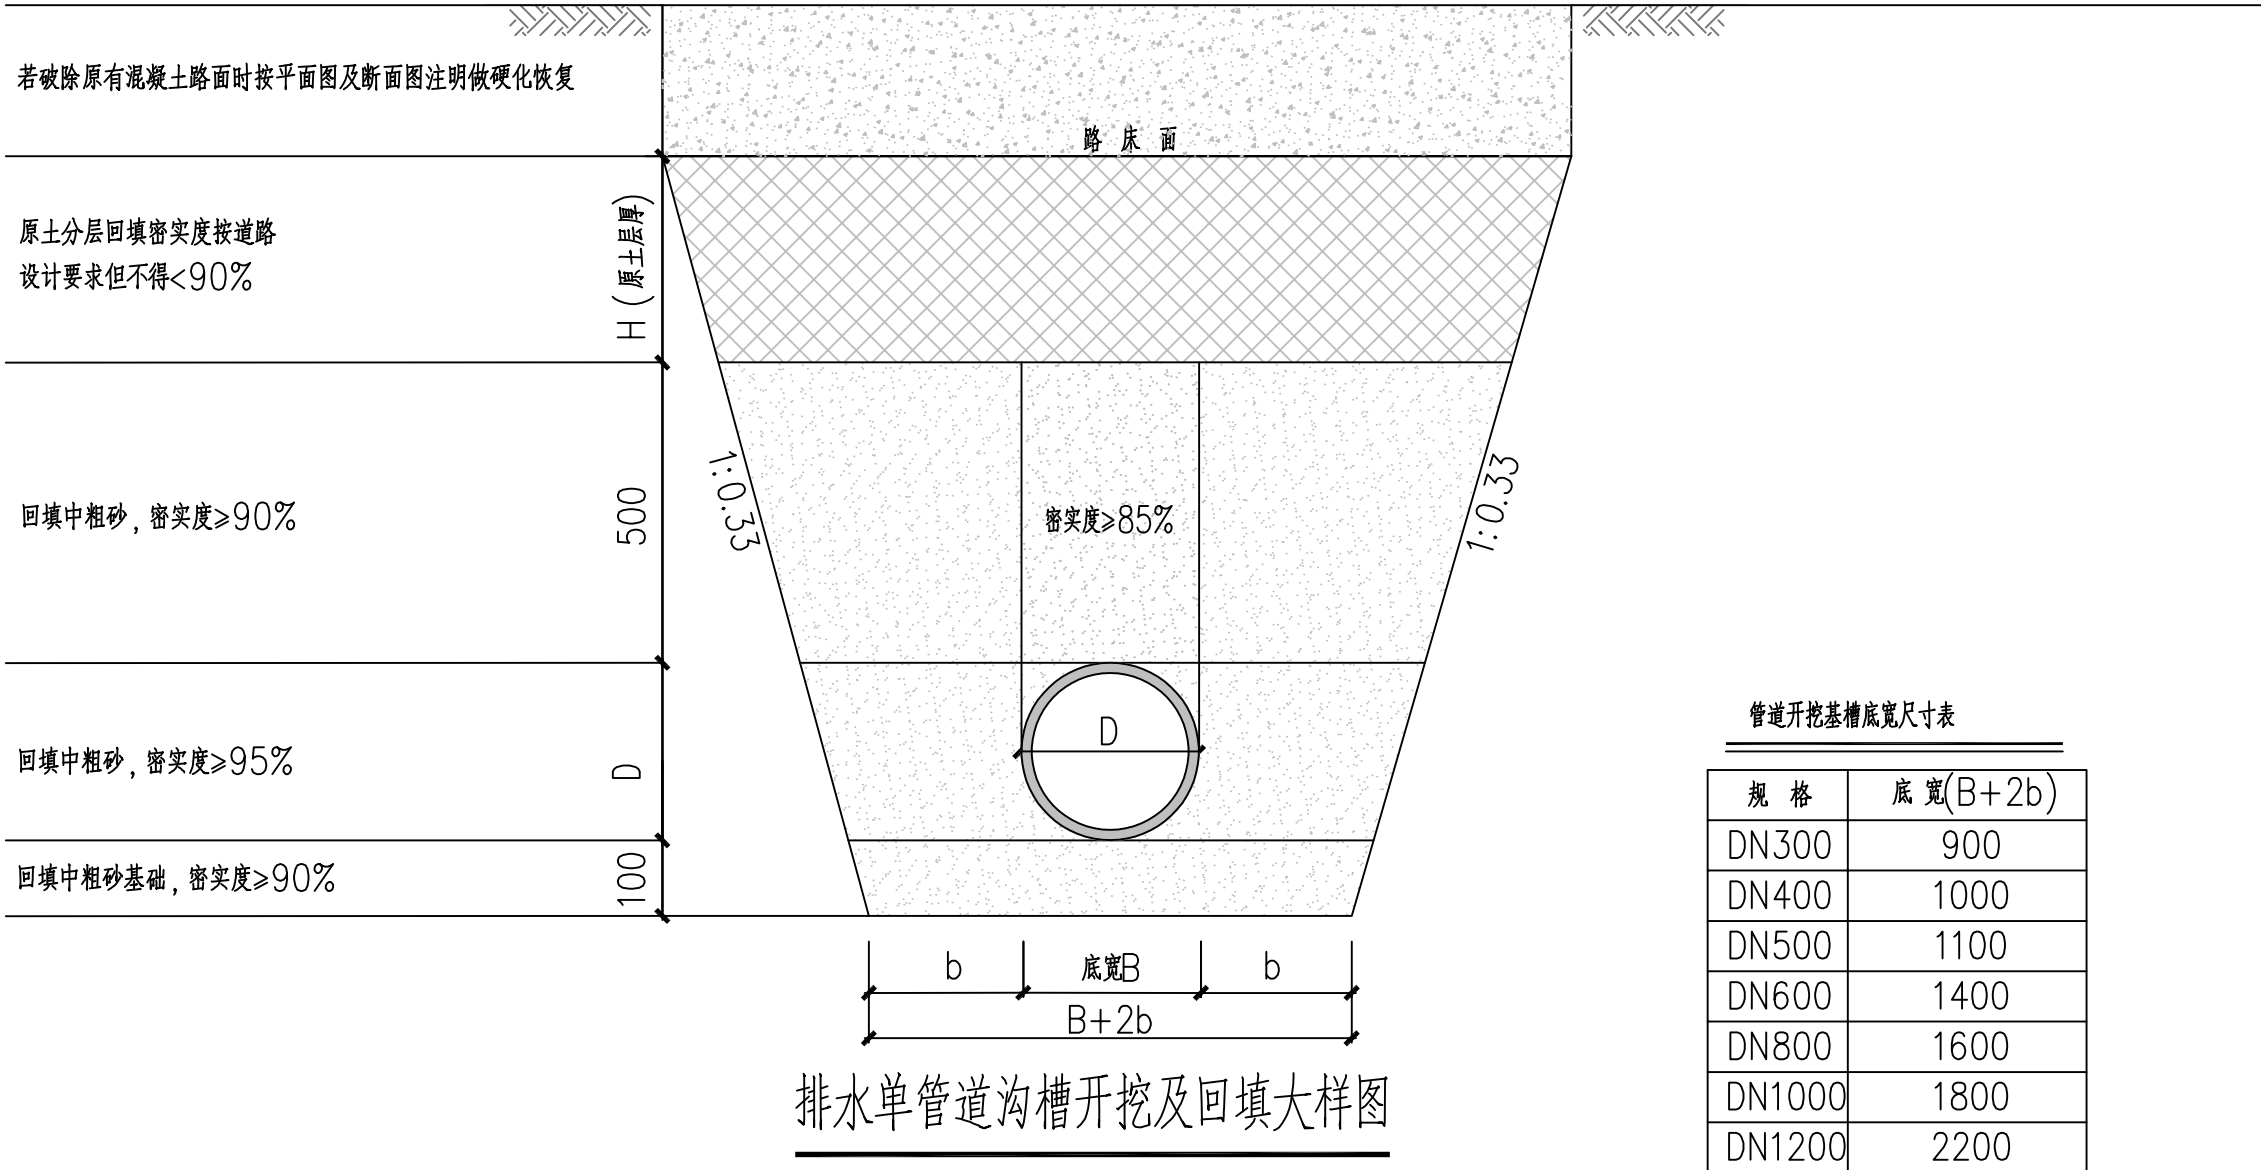 若破除原有混凝土路面时按平面图及断面图注明做硬化恢复
路床面
原土分层回填密实度按道路
设计要求但不得<90%
H(原土层厚)
回填中粗砂,密实度≥90%
500
1:0.33
密实度≥85%
1:0.33
回填中粗砂,密实度≥95%
D
D
回填中粗砂基础,密实度≥90%
100
b 底宽B b
B+2b
排水单管道沟槽开挖及回填大样图
管道开挖基槽底宽尺寸表
规格 底宽(B+2b)
DN300 900
DN400 1000
DN500 1100
DN600 1400
DN800 1600
DN1000 1800
DN1200 2200